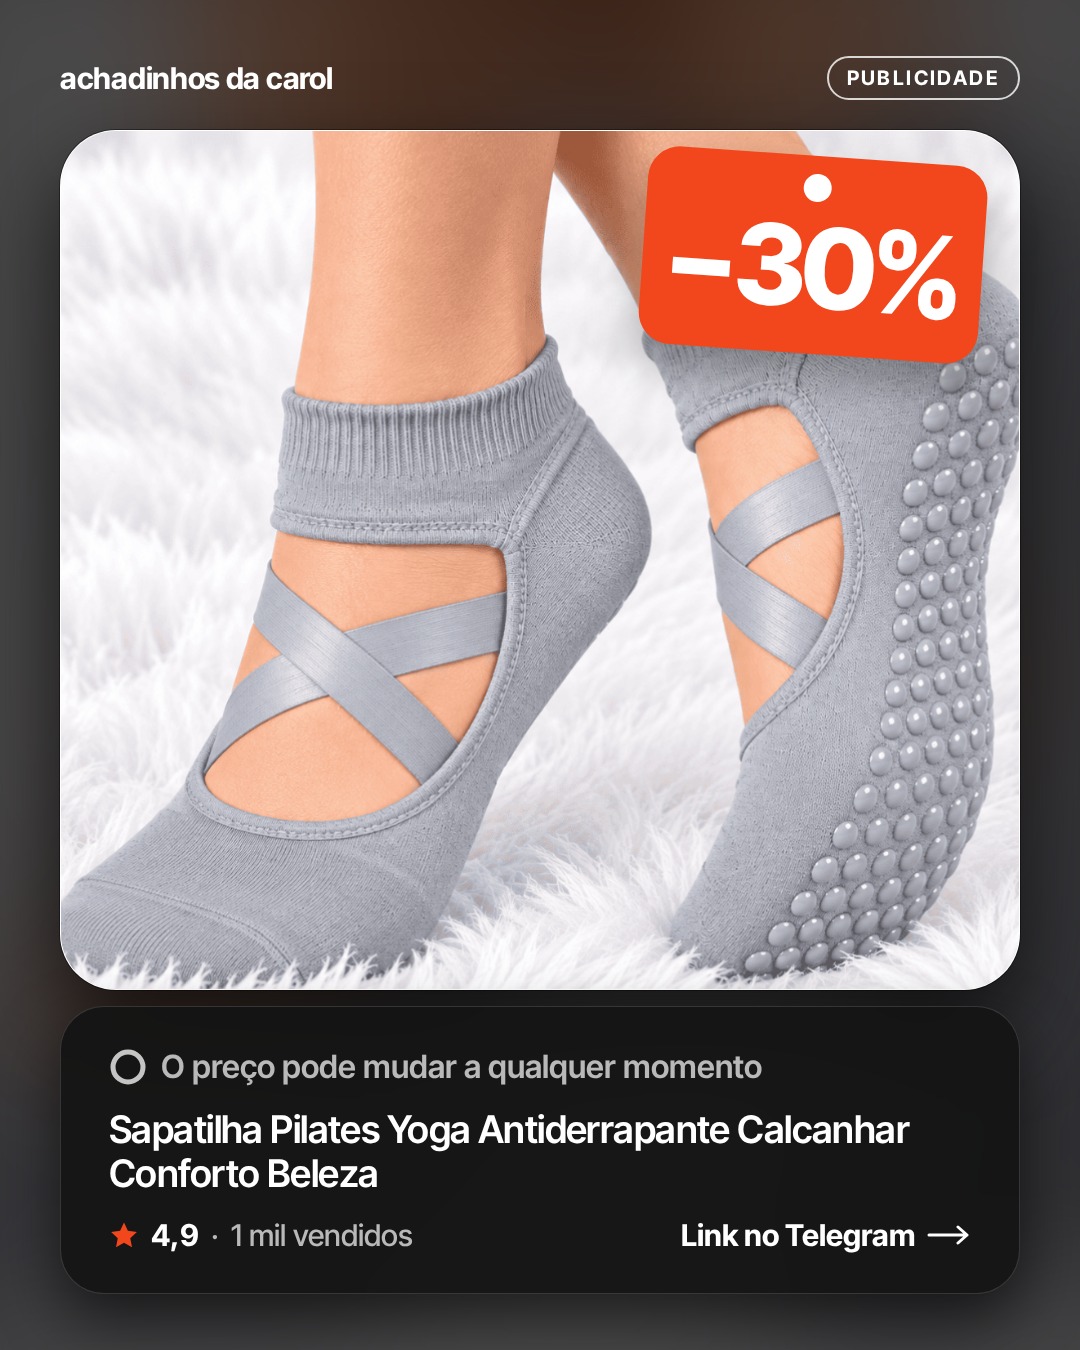 achadinhos da carol
PUBLICIDADE
−30%
O preço pode mudar a qualquer momento
Sapatilha Pilates Yoga Antiderrapante Calcanhar
Conforto Beleza
4,9 · 1 mil vendidos
Link no Telegram →